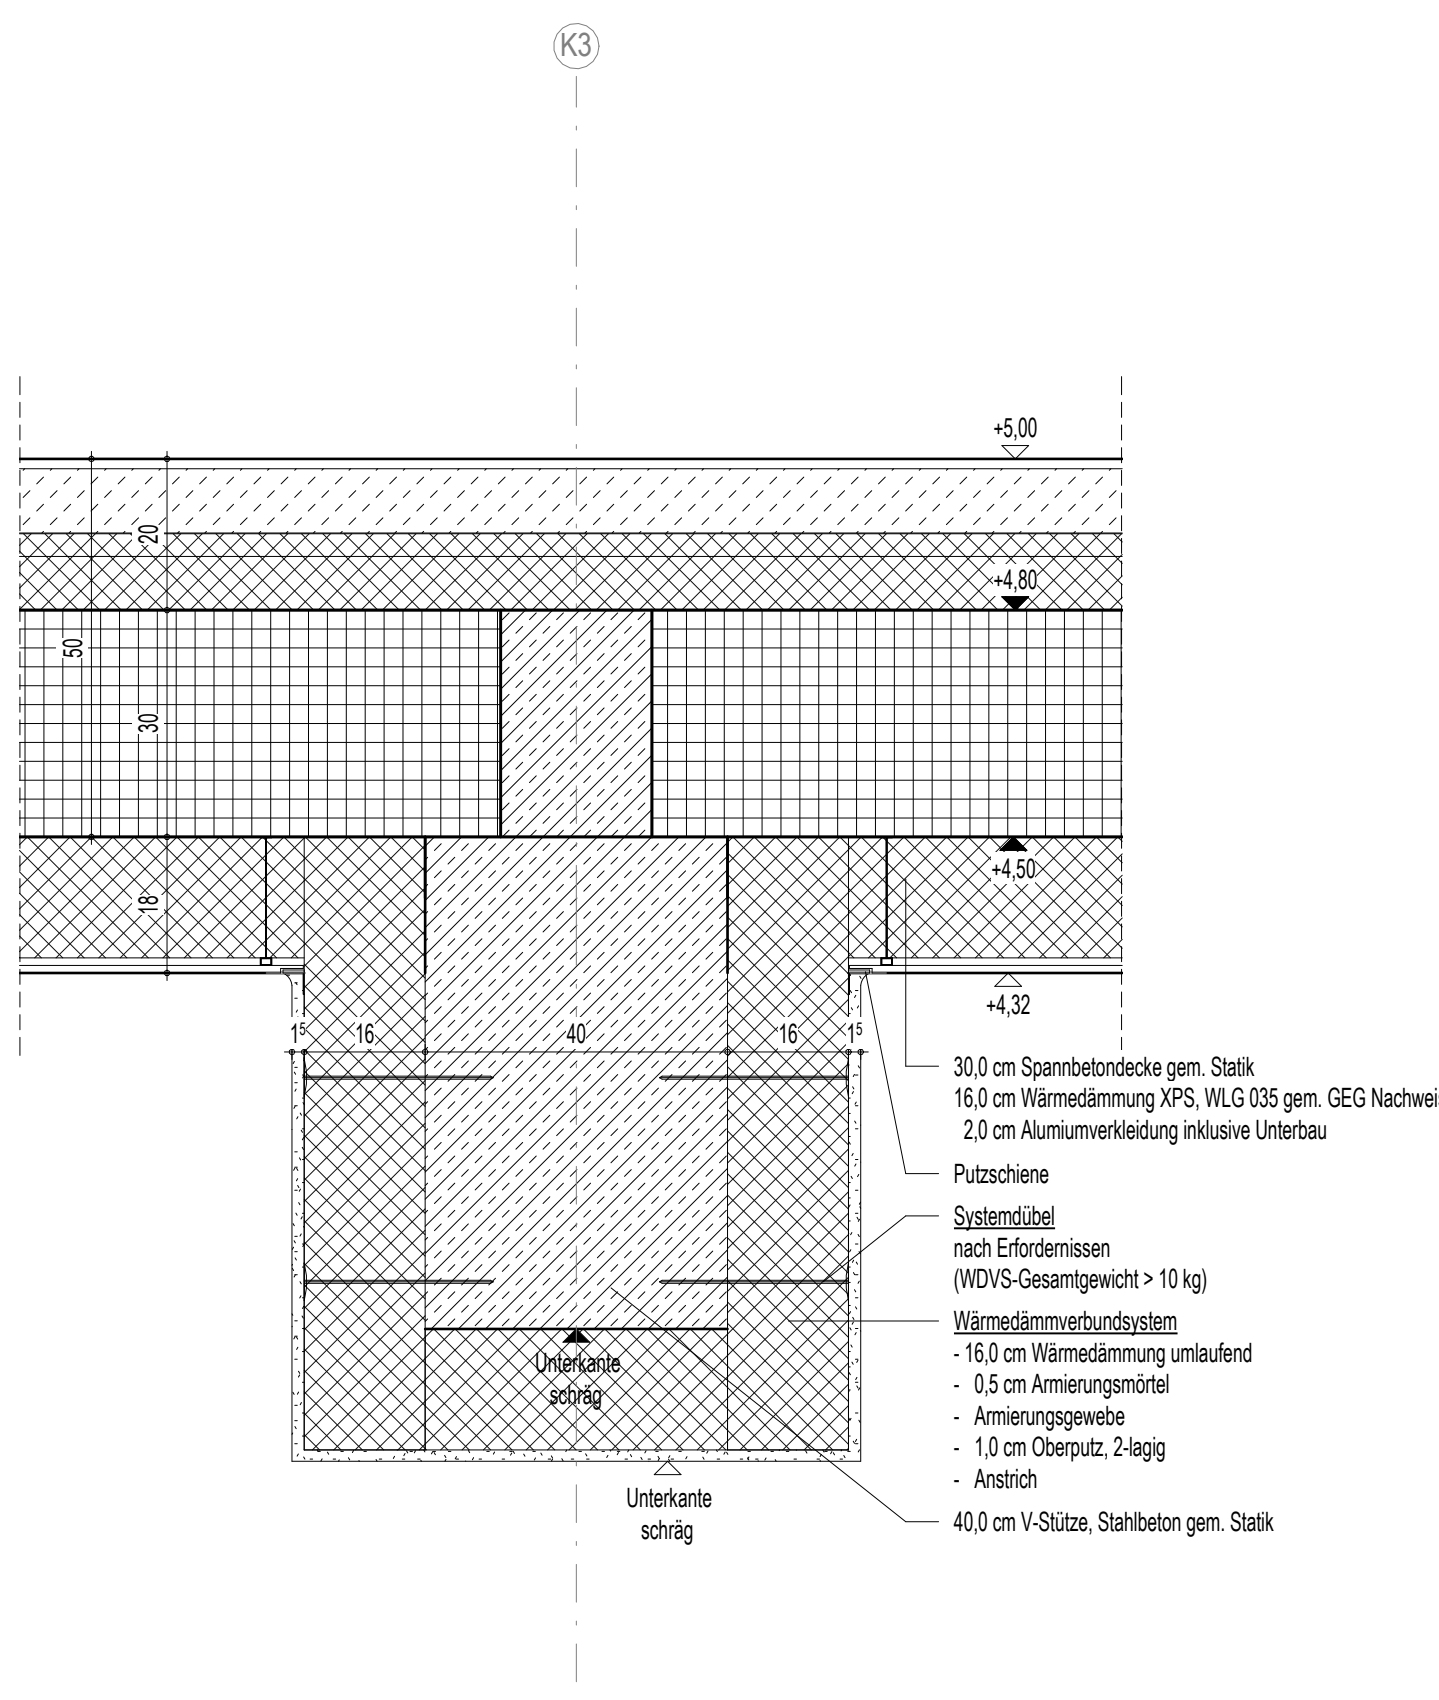 K3
+5,00
20
+4,80
50
30
+4,50
18
+4,32
1⁵ 16 40 16 1⁵
30,0 cm Spannbetondecke gem. Statik
16,0 cm Wärmedämmung XPS, WLG 035 gem. GEG Nachwei
2,0 cm Alumiumverkleidung inklusive Unterbau
Putzschiene
Systemdübel
nach Erfordernissen
(WDVS-Gesamtgewicht > 10 kg)
Wärmedämmverbundsystem
- 16,0 cm Wärmedämmung umlaufend
- 0,5 cm Armierungsmörtel
- Armierungsgewebe
- 1,0 cm Oberputz, 2-lagig
- Anstrich
40,0 cm V-Stütze, Stahlbeton gem. Statik
Unterkante
schräg
Unterkante
schräg